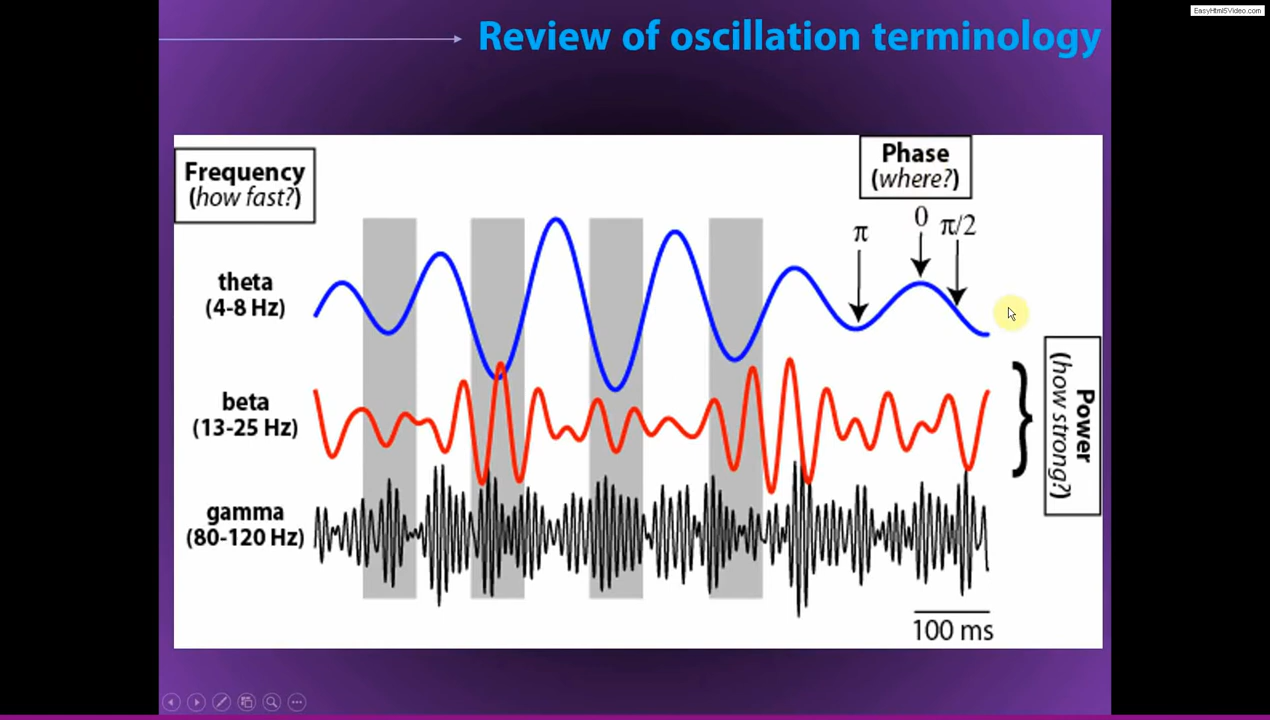 EasyHtml5Video.com
Review of oscillation terminology
Frequency
(how fast?)
Phase
(where?)
π
0
π/2
theta
(4-8 Hz)
beta
(13-25 Hz)
Power
(how strong?)
gamma
(80-120 Hz)
100 ms